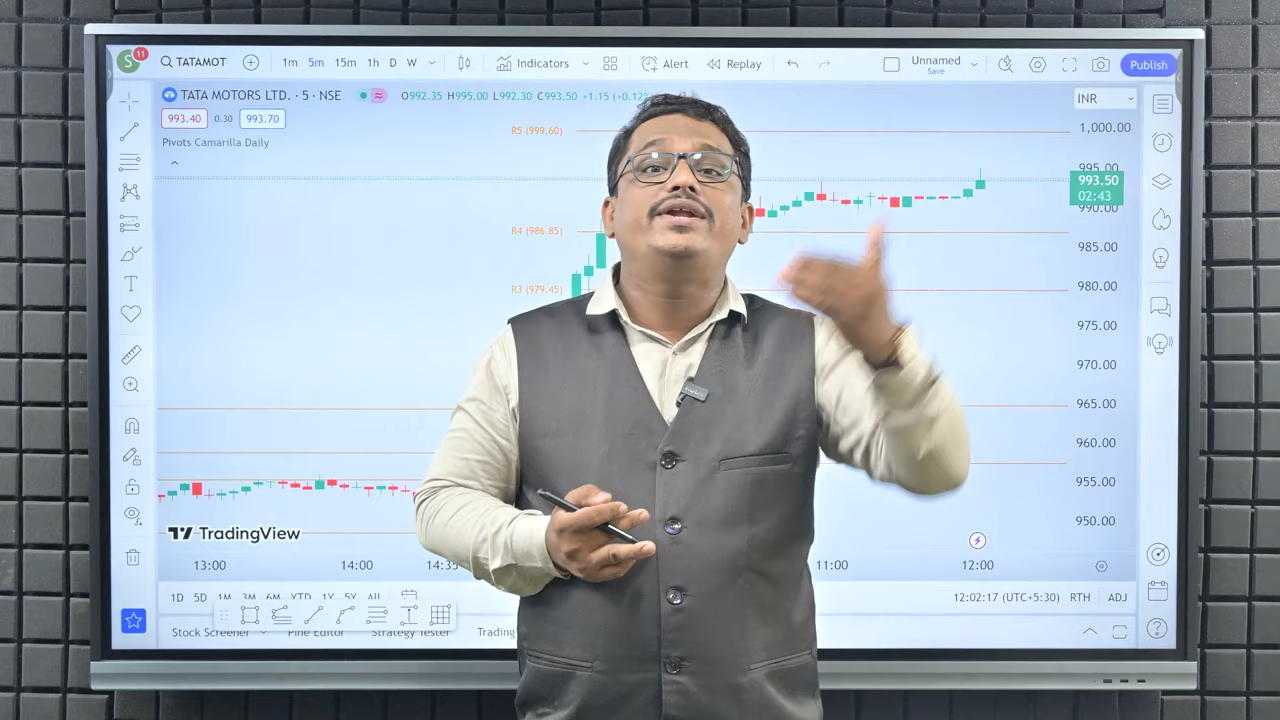 S 11 TATAMOT 1m 5m 15m 1h D W Indicators Alert Replay Unnamed Save Publish
TATA MOTORS LTD. · 5 · NSE O992.35 H995.00 L992.30 C993.50 +1.15 (+0.12%
INR
993.40 0.30 993.70
Pivots Camarilla Daily
R5 (999.60)
R4 (986.85)
R3 (979.45)
1,000.00
995.00
993.50
02:43
990.00
985.00
980.00
975.00
970.00
965.00
960.00
955.00
950.00
TradingView
13:00 14:00 14:35 11:00 12:00
1D 5D 1M 3M 6M YTD 1Y 5Y All
12:02:17 (UTC+5:30) RTH ADJ
Stock Screener Pine Editor Strategy Tester Trading